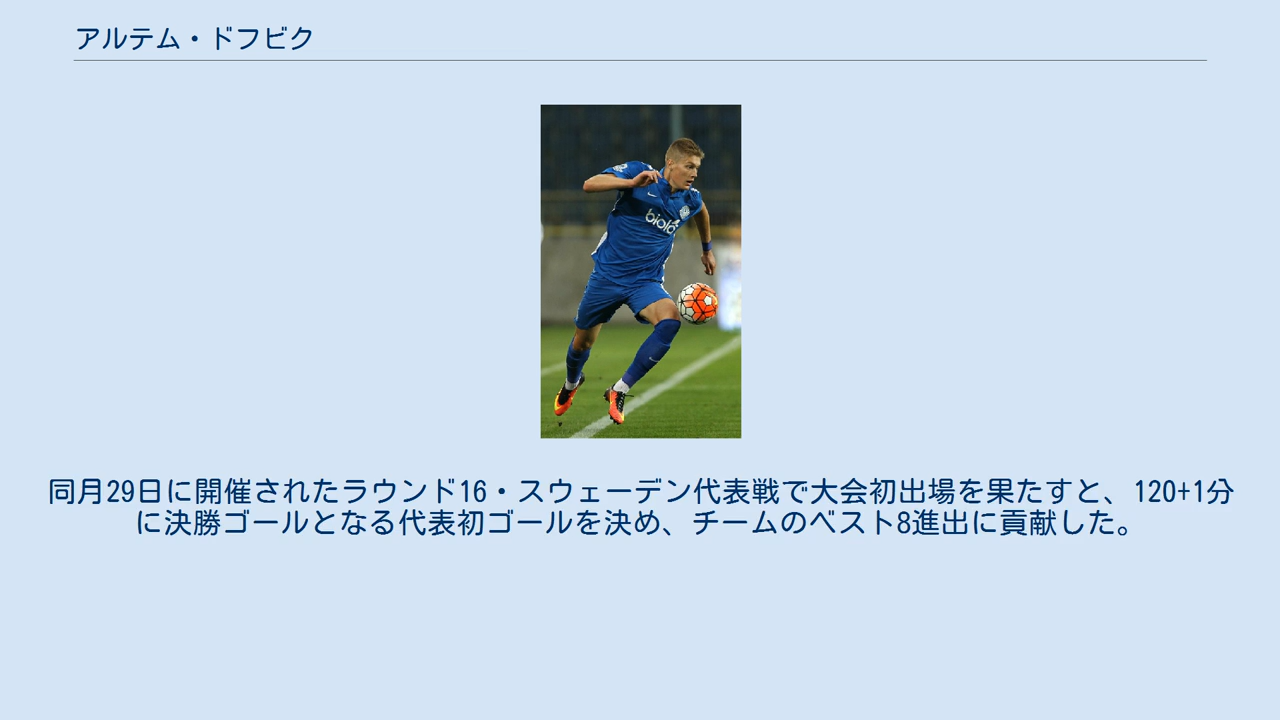 アルテム・ドフビク
biola
同月29日に開催されたラウンド16・スウェーデン代表戦で大会初出場を果たすと、120+1分
に決勝ゴールとなる代表初ゴールを決め、チームのベスト8進出に貢献した。